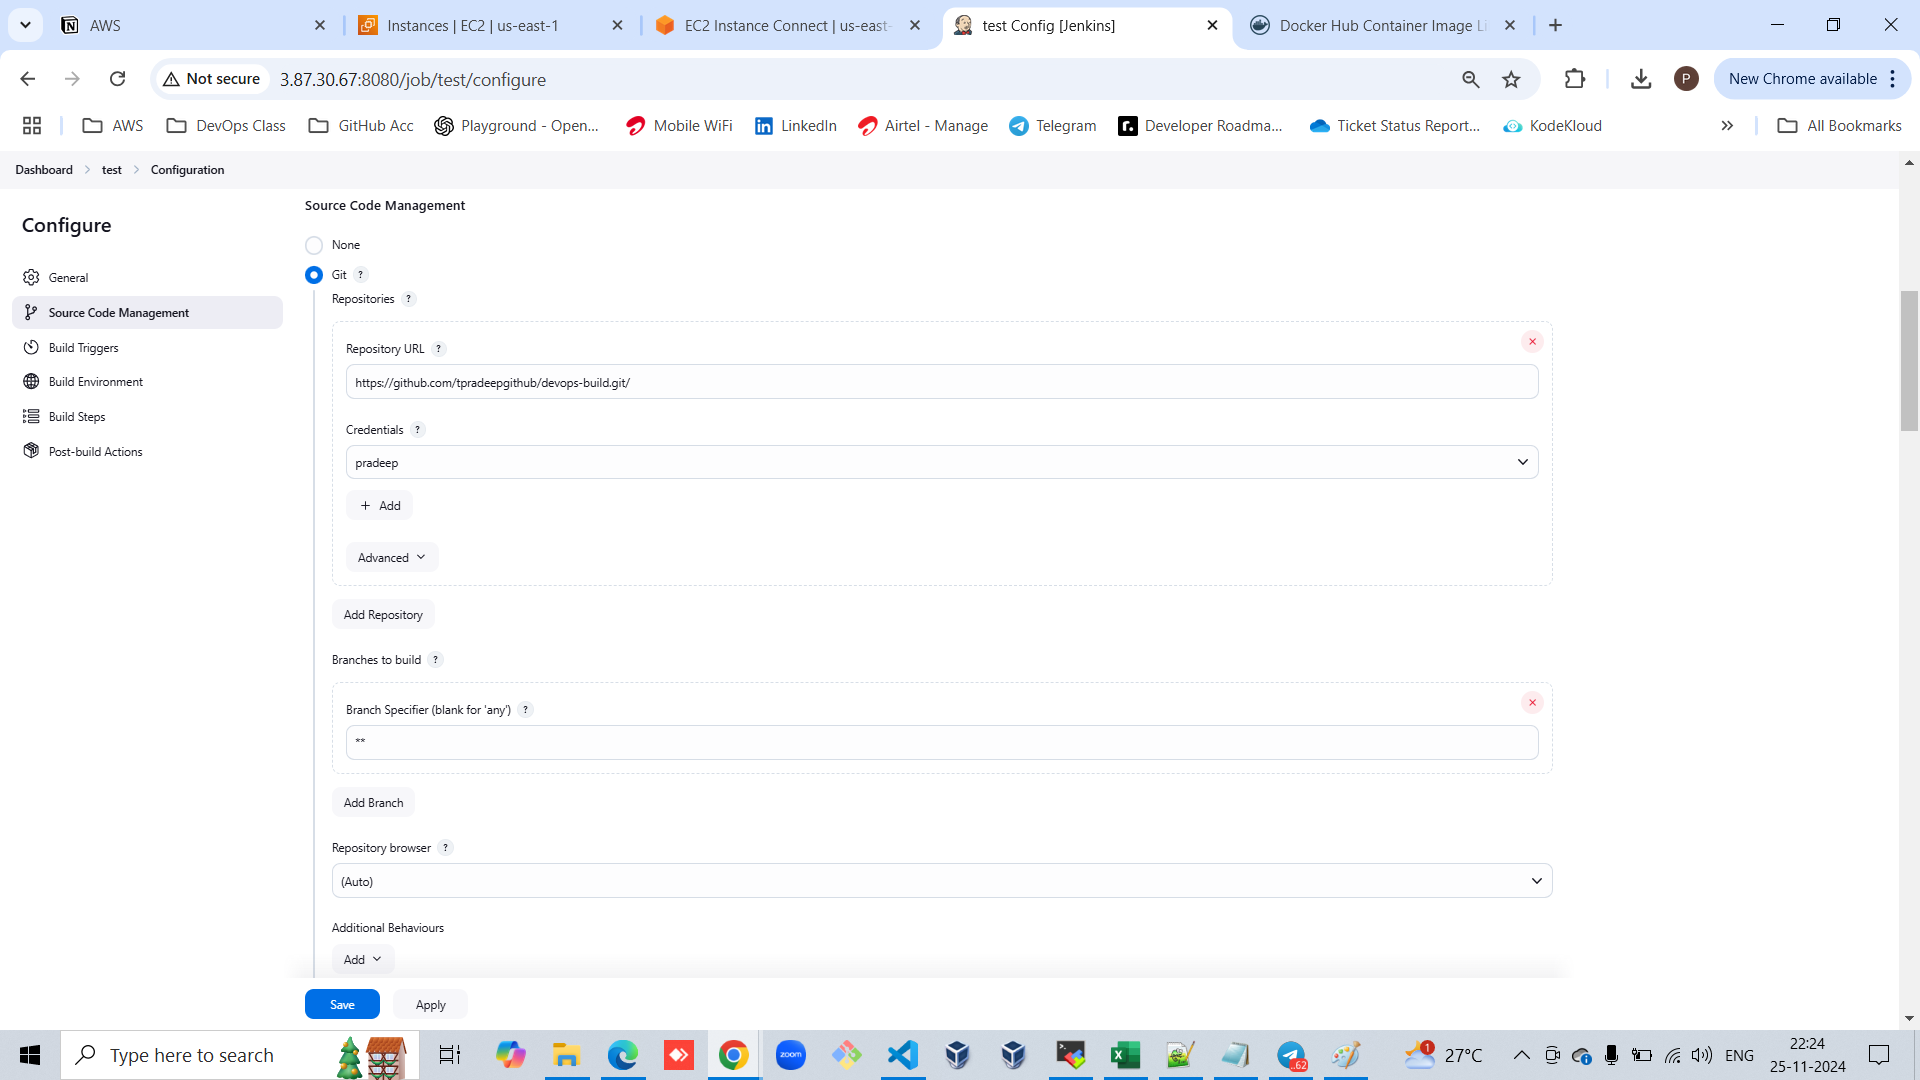 AWS
Instances | EC2 | us-east-1
EC2 Instance Connect | us-east-
test Config [Jenkins]
Docker Hub Container Image Li
Not secure
3.87.30.67:8080/job/test/configure
P
New Chrome available
AWS
DevOps Class
GitHub Acc
Playground - Open...
Mobile WiFi
LinkedIn
Airtel - Manage
Telegram
Developer Roadma...
Ticket Status Report...
KodeKloud
All Bookmarks
Dashboard
test
Configuration
Configure
General
Source Code Management
Build Triggers
Build Environment
Build Steps
Post-build Actions
Source Code Management
None
Git ?
Repositories ?
Repository URL ?
https://github.com/tpradeepgithub/devops-build.git/
Credentials ?
pradeep
+ Add
Advanced
Add Repository
Branches to build ?
Branch Specifier (blank for 'any') ?
**
Add Branch
Repository browser ?
(Auto)
Additional Behaviours
Add
Save
Apply
Type here to search
zoom
62
1
27°C
ENG
22:24
25-11-2024